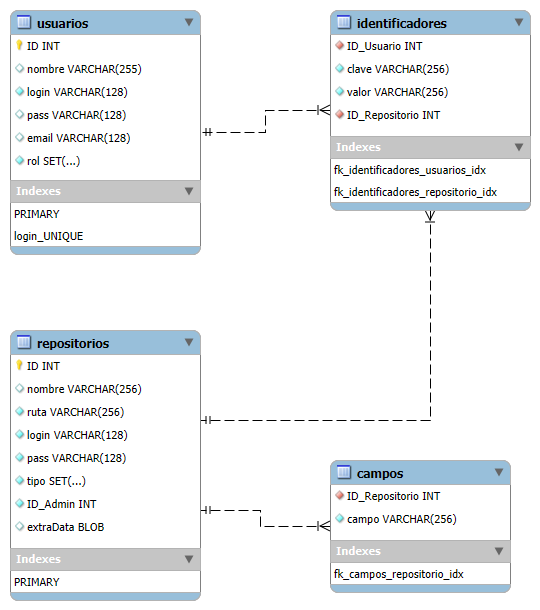 usuarios
ID INT
nombre VARCHAR(255)
login VARCHAR(128)
pass VARCHAR(128)
email VARCHAR(128)
rol SET(...)
Indexes
PRIMARY
login_UNIQUE
identificadores
ID_Usuario INT
clave VARCHAR(256)
valor VARCHAR(256)
ID_Repositorio INT
Indexes
fk_identificadores_usuarios_idx
fk_identificadores_repositorio_idx
repositorios
ID INT
nombre VARCHAR(256)
ruta VARCHAR(256)
login VARCHAR(128)
pass VARCHAR(128)
tipo SET(...)
ID_Admin INT
extraData BLOB
Indexes
PRIMARY
campos
ID_Repositorio INT
campo VARCHAR(256)
Indexes
fk_campos_repositorio_idx